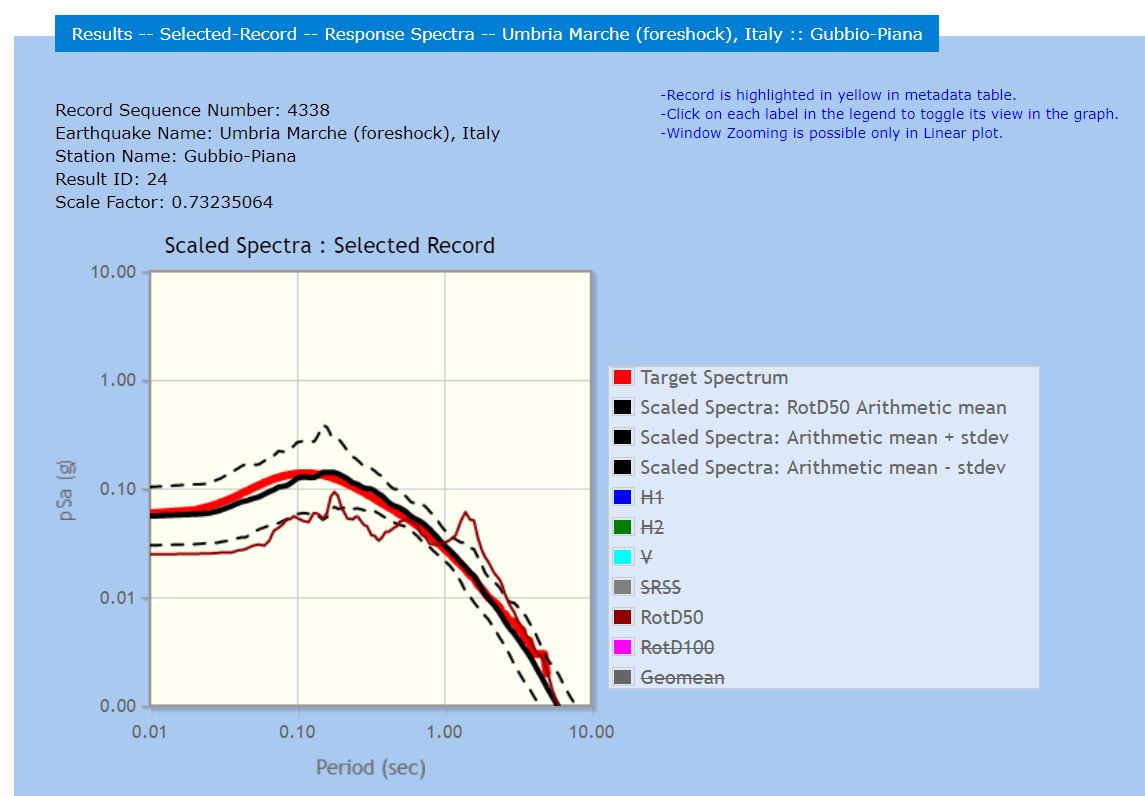 Results -- Selected-Record -- Response Spectra -- Umbria Marche (foreshock), Italy :: Gubbio-Piana
-Record is highlighted in yellow in metadata table.
-Click on each label in the legend to toggle its view in the graph.
-Window Zooming is possible only in Linear plot.
Record Sequence Number: 4338
Earthquake Name: Umbria Marche (foreshock), Italy
Station Name: Gubbio-Piana
Result ID: 24
Scale Factor: 0.73235064
Scaled Spectra : Selected Record
10.00
1.00
0.10
0.01
0.00
pSa (g)
0.01 0.10 1.00 10.00
Period (sec)
Target Spectrum
Scaled Spectra: RotD50 Arithmetic mean
Scaled Spectra: Arithmetic mean + stdev
Scaled Spectra: Arithmetic mean - stdev
H1
H2
V
SRSS
RotD50
RotD100
Geomean